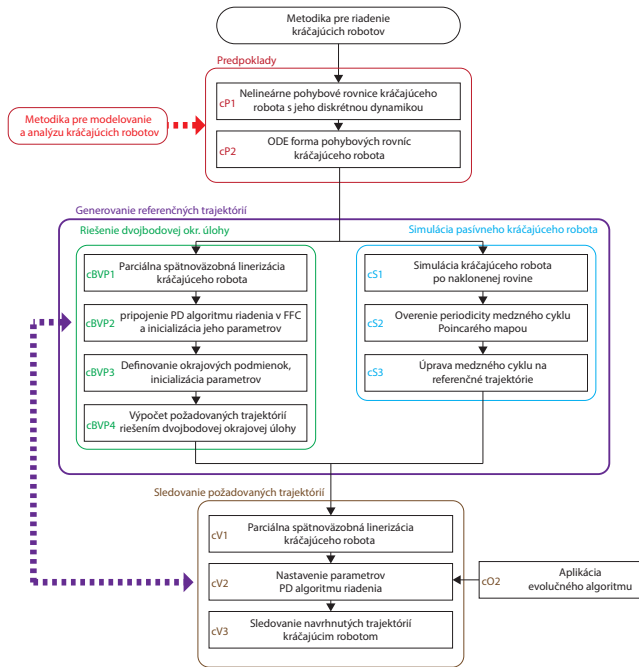 Metodika pre riadenie
kráčajúcich robotov
Predpoklady
cP1
Nelineárne pohybové rovnice kráčajúceho
robota s jeho diskrétnou dynamikou
Metodika pre modelovanie
a analýzu kráčajúcich robotov
cP2
ODE forma pohybových rovníc
kráčajúceho robota
Generovanie referenčných trajektórií
Riešenie dvojbodovej okr. úlohy
cBVP1
Parciálna spätnoväzobná linerizácia
kráčajúceho robota
cBVP2
pripojenie PD algoritmu riadenia v FFC
a inicializácia jeho parametrov
cBVP3
Definovanie okrajových podmienok,
inicializácia parametrov
cBVP4
Výpočet požadovaných trajektórií
riešením dvojbodovej okrajovej úlohy
Simulácia pasívneho kráčajúceho robota
cS1
Simulácia kráčajúceho robota
po naklonenej rovine
cS2
Overenie periodicity medzného cyklu
Poincarého mapou
cS3
Úprava medzného cyklu na
referenčné trajektórie
Sledovanie požadovaných trajektórií
cV1
Parciálna spätnoväzobná linerizácia
kráčajúceho robota
cV2
Nastavenie parametrov
PD algoritmu riadenia
cO2
Aplikácia
evolučného algoritmu
cV3
Sledovanie navrhnutých trajektórií
kráčajúcim robotom